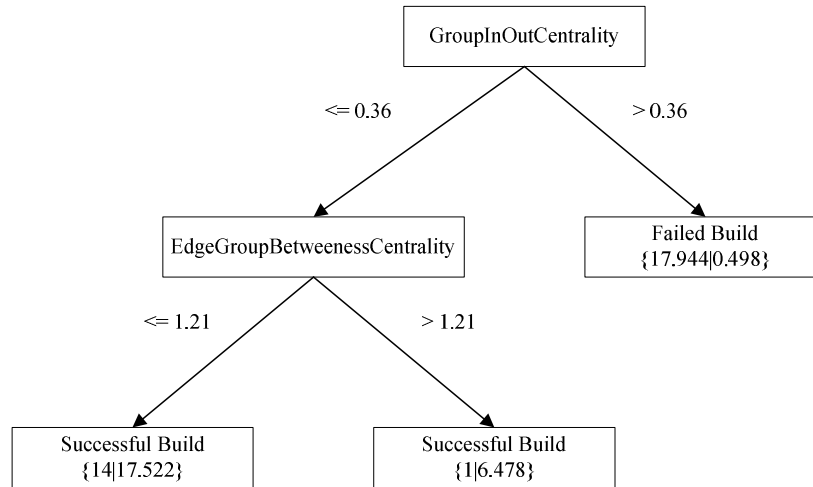 GroupInOutCentrality
<= 0.36
> 0.36
EdgeGroupBetweenessCentrality
Failed Build
{17.944|0.498}
<= 1.21
> 1.21
Successful Build
{14|17.522}
Successful Build
{1|6.478}